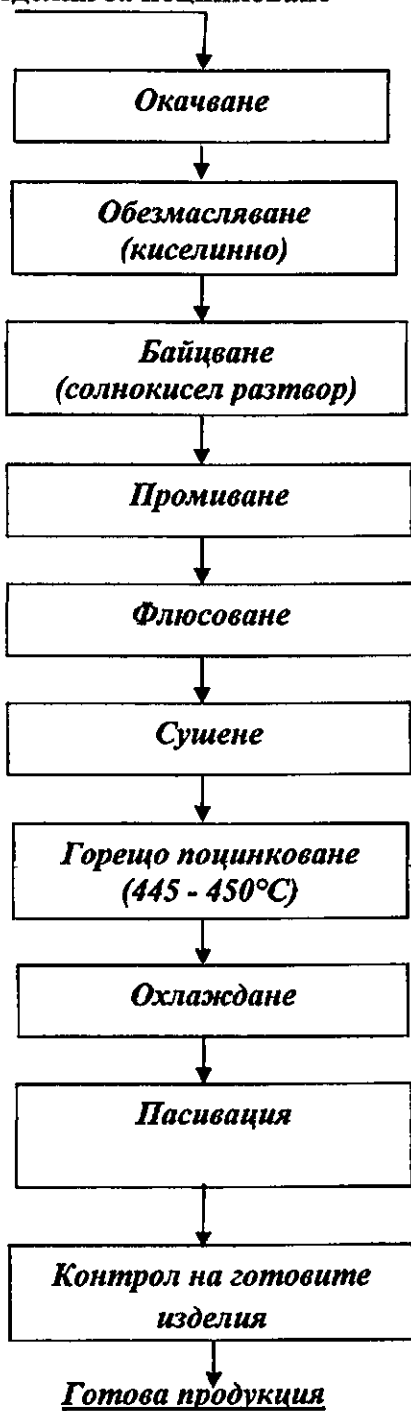 Окачване
Обезмасляване
(киселинно)
Байцване
(солнокисел разтвор)
Промиване
Флюсоване
Сушене
Горещо поцинковане
(445 - 450°C)
Охлаждане
Пасивация
Контрол на готовите
изделия
Готова продукция